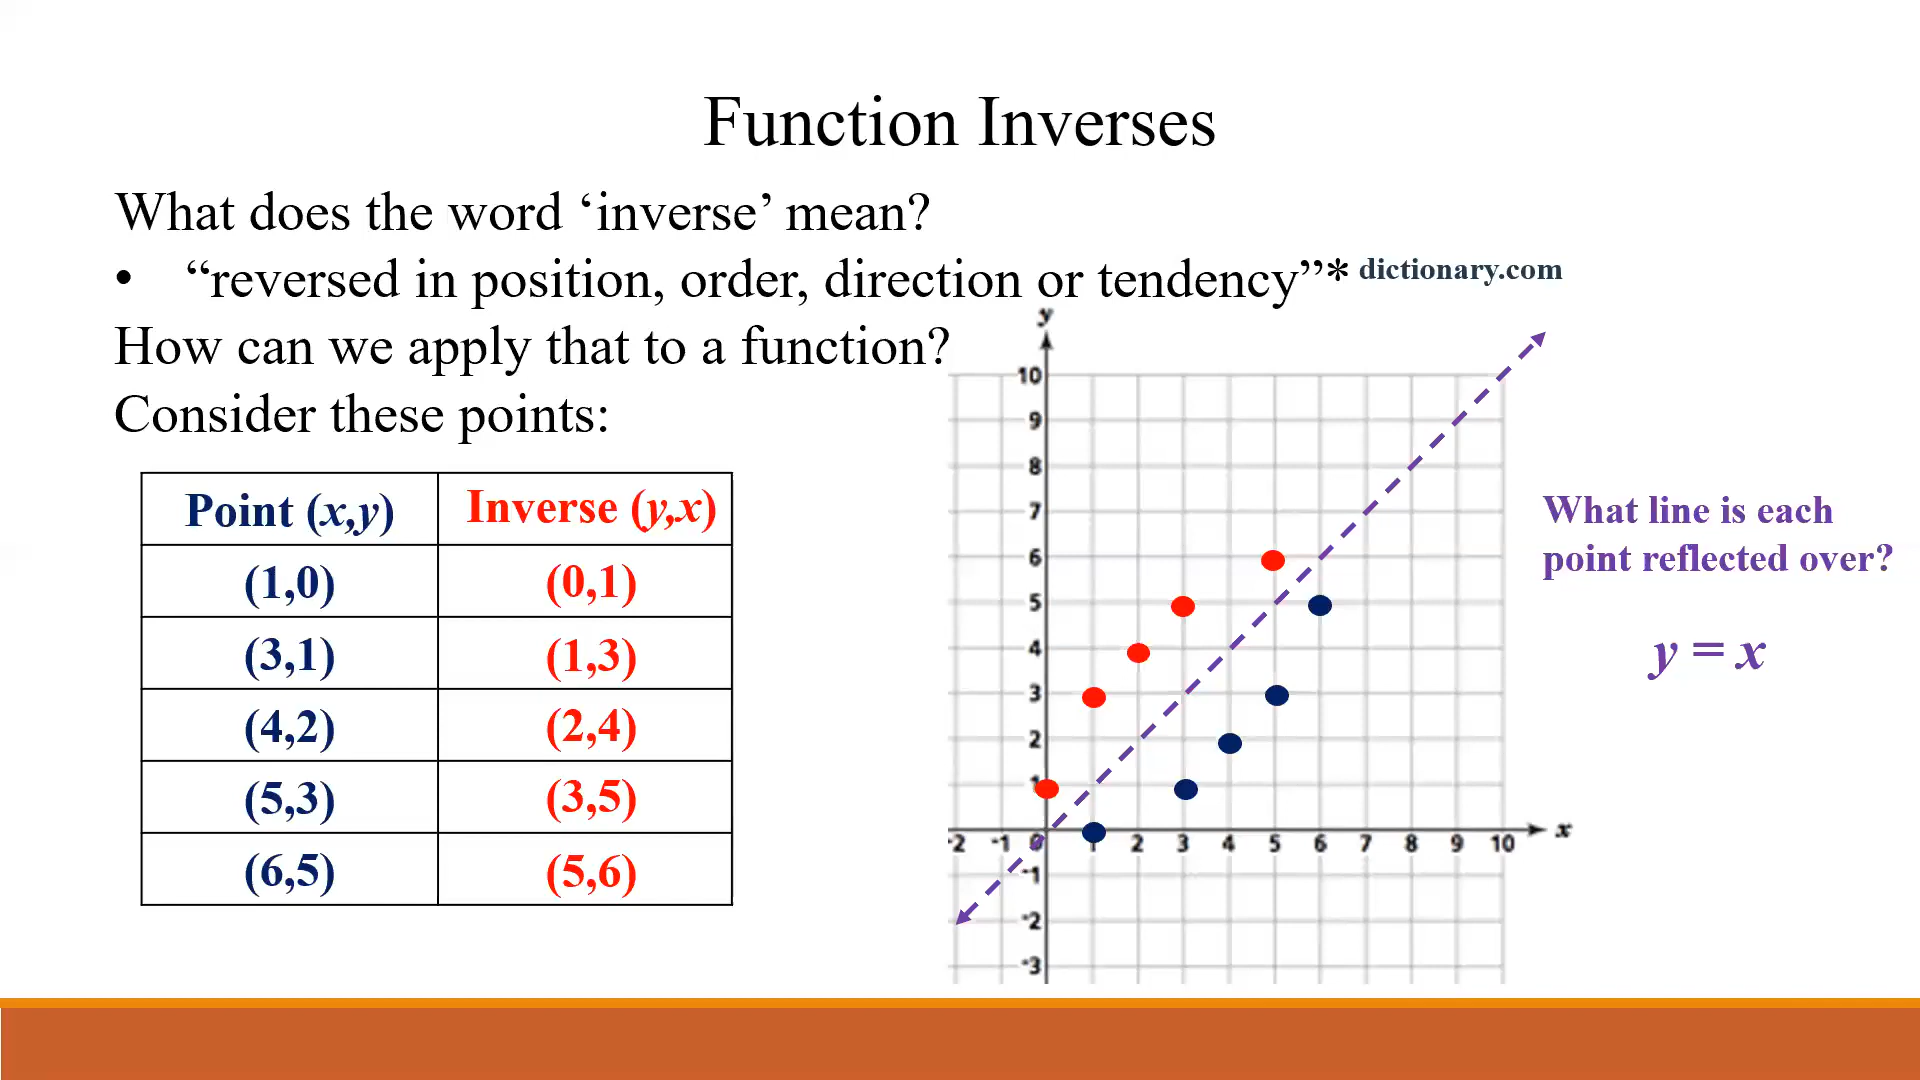 Function Inverses
What does the word ‘inverse’ mean?
• “reversed in position, order, direction or tendency”* dictionary.com
How can we apply that to a function?
Consider these points:
Point (x,y) Inverse (y,x)
(1,0) (0,1)
(3,1) (1,3)
(4,2) (2,4)
(5,3) (3,5)
(6,5) (5,6)
y
10
9
8
7
6
5
4
3
2
1
-2 -1 0 1 2 3 4 5 6 7 8 9 10 x
-1
-2
-3
What line is each
point reflected over?
y = x